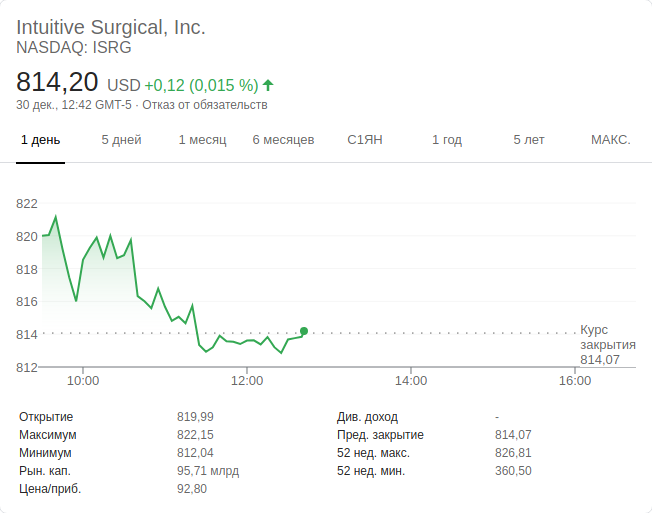 Intuitive Surgical, Inc.
NASDAQ: ISRG
814,20 USD +0,12 (0,015 %)
30 дек., 12:42 GMT-5 · Отказ от обязательств
1 день 5 дней 1 месяц 6 месяцев С1ЯН 1 год 5 лет МАКС.
822
820
818
816
814
812
Курс
закрытия
814,07
10:00 12:00 14:00 16:00
Открытие 819,99 Див. доход -
Максимум 822,15 Пред. закрытие 814,07
Минимум 812,04 52 нед. макс. 826,81
Рын. кап. 95,71 млрд 52 нед. мин. 360,50
Цена/приб. 92,80